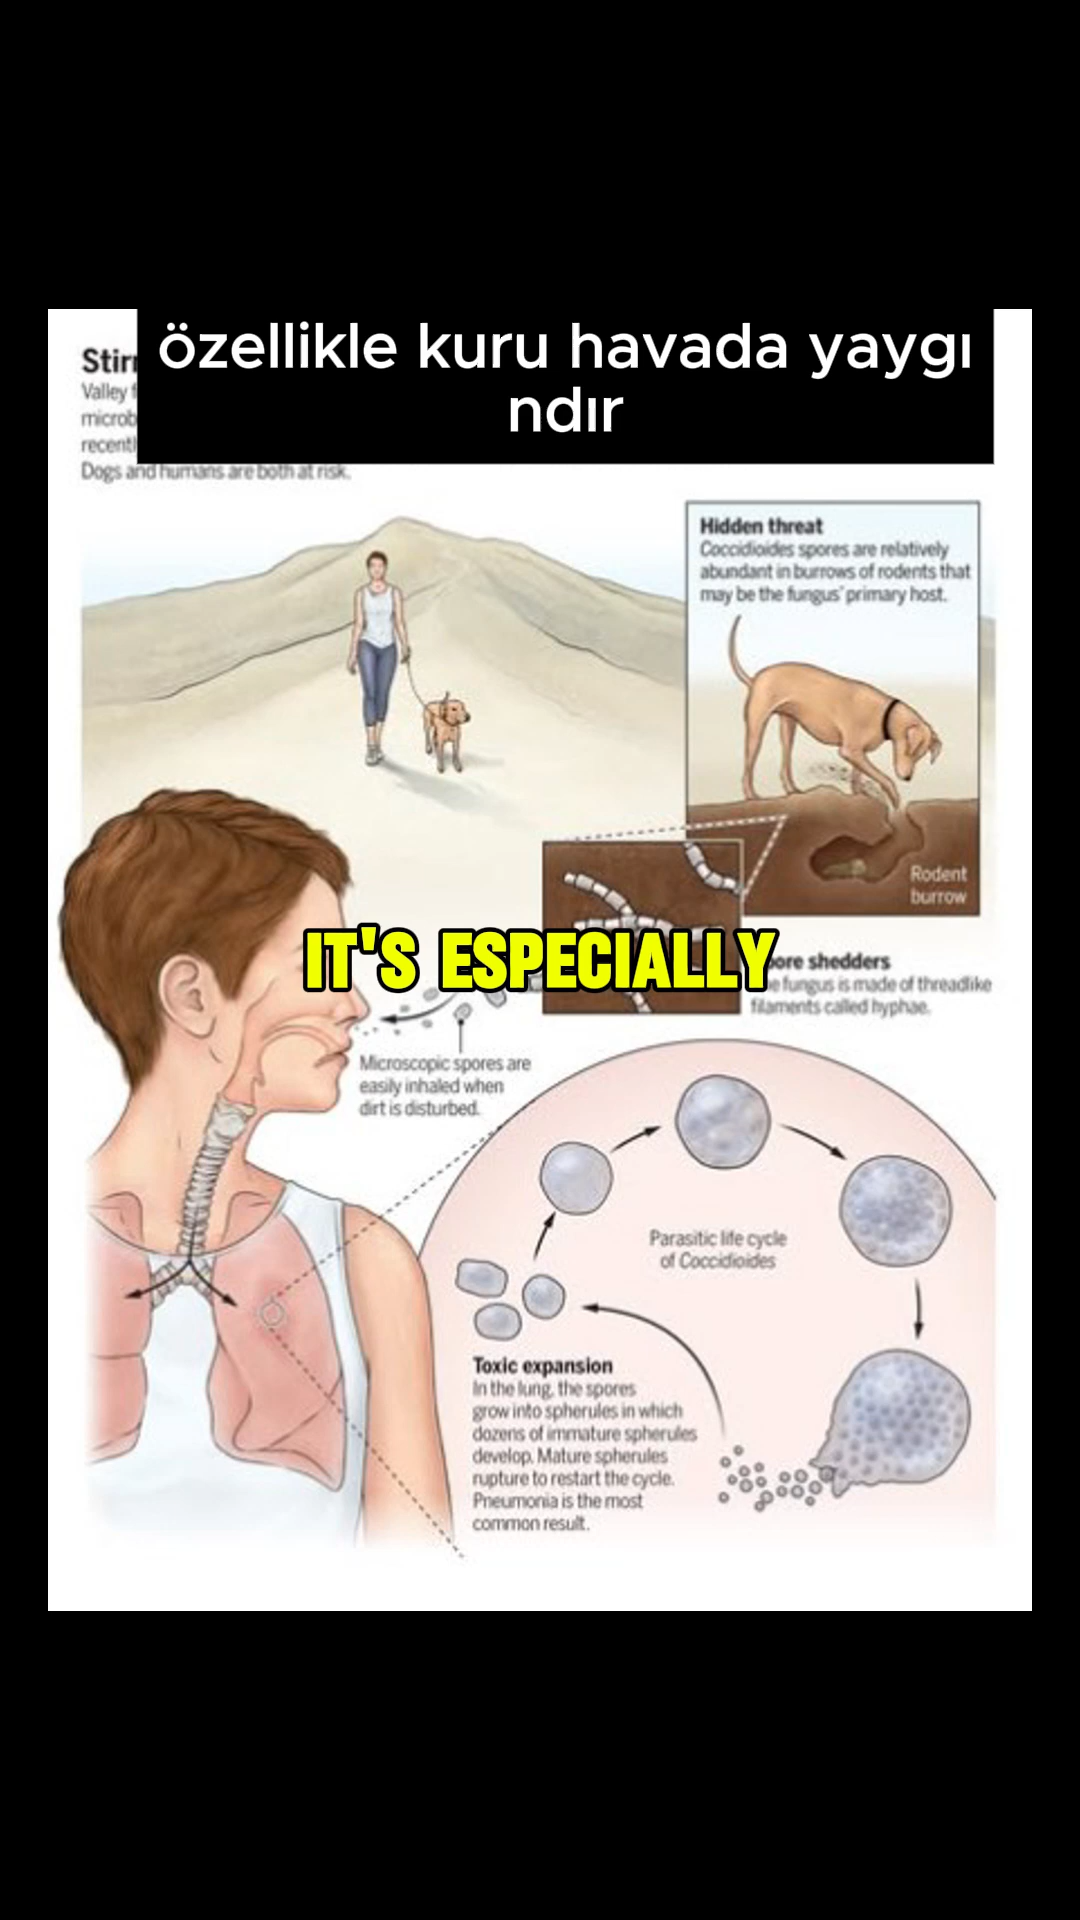 özellikle kuru havada yaygı
ndır
Stir
Valley
microb
recentl
Dogs and humans are both at risk.
Hidden threat
Coccidioides spores are relatively
abundant in burrows of rodents that
may be the fungus' primary host.
Rodent
burrow
IT'S ESPECIALLY
ore shedders
e fungus is made of threadlike
filaments called hyphae.
Microscopic spores are
easily inhaled when
dirt is disturbed.
Parasitic life cycle
of Coccidioides
Toxic expansion
In the lung, the spores
grow into spherules in which
dozens of immature spherules
develop. Mature spherules
rupture to restart the cycle.
Pneumonia is the most
common result.